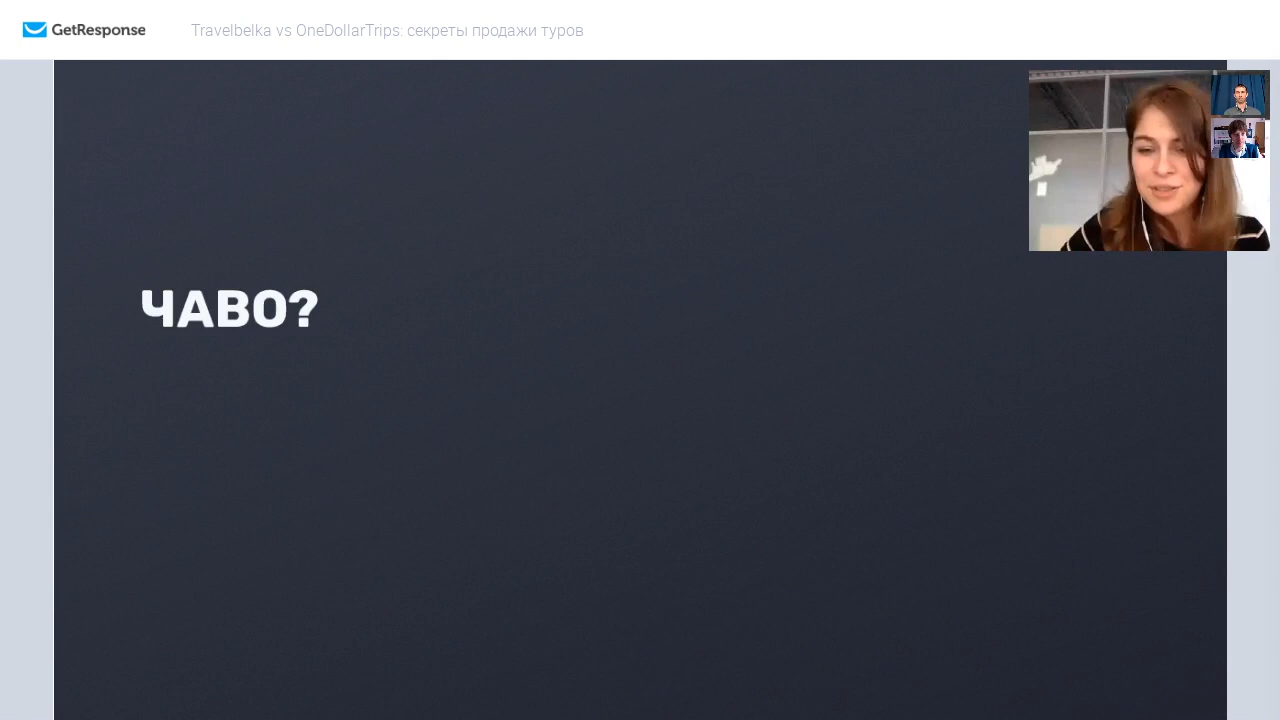 GetResponse
Travelbelka vs OneDollarTrips: секреты продажи туров
ЧАВО?